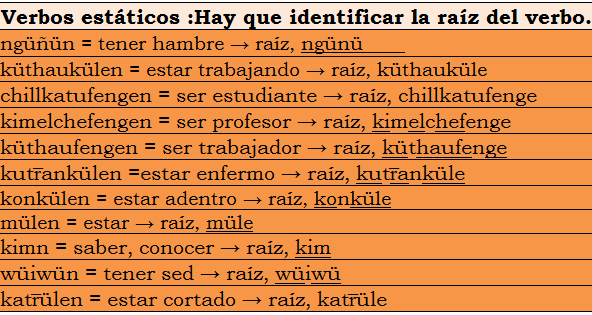 Verbos estáticos :Hay que identificar la raíz del verbo.
ngüñün = tener hambre → raíz, ngünü
küthaukülen = estar trabajando → raíz, küthauküle
chillkatufengen = ser estudiante → raíz, chillkatufenge
kimelchefengen = ser profesor → raíz, kimelchefenge
küthaufengen = ser trabajador → raíz, küthaufenge
kutr̄ankülen =estar enfermo → raíz, kutr̄anküle
konkülen = estar adentro → raíz, konküle
mülen = estar → raíz, müle
kimn = saber, conocer → raíz, kim
wüiwün = tener sed → raíz, wüiwü
katr̄ülen = estar cortado → raíz, katr̄üle